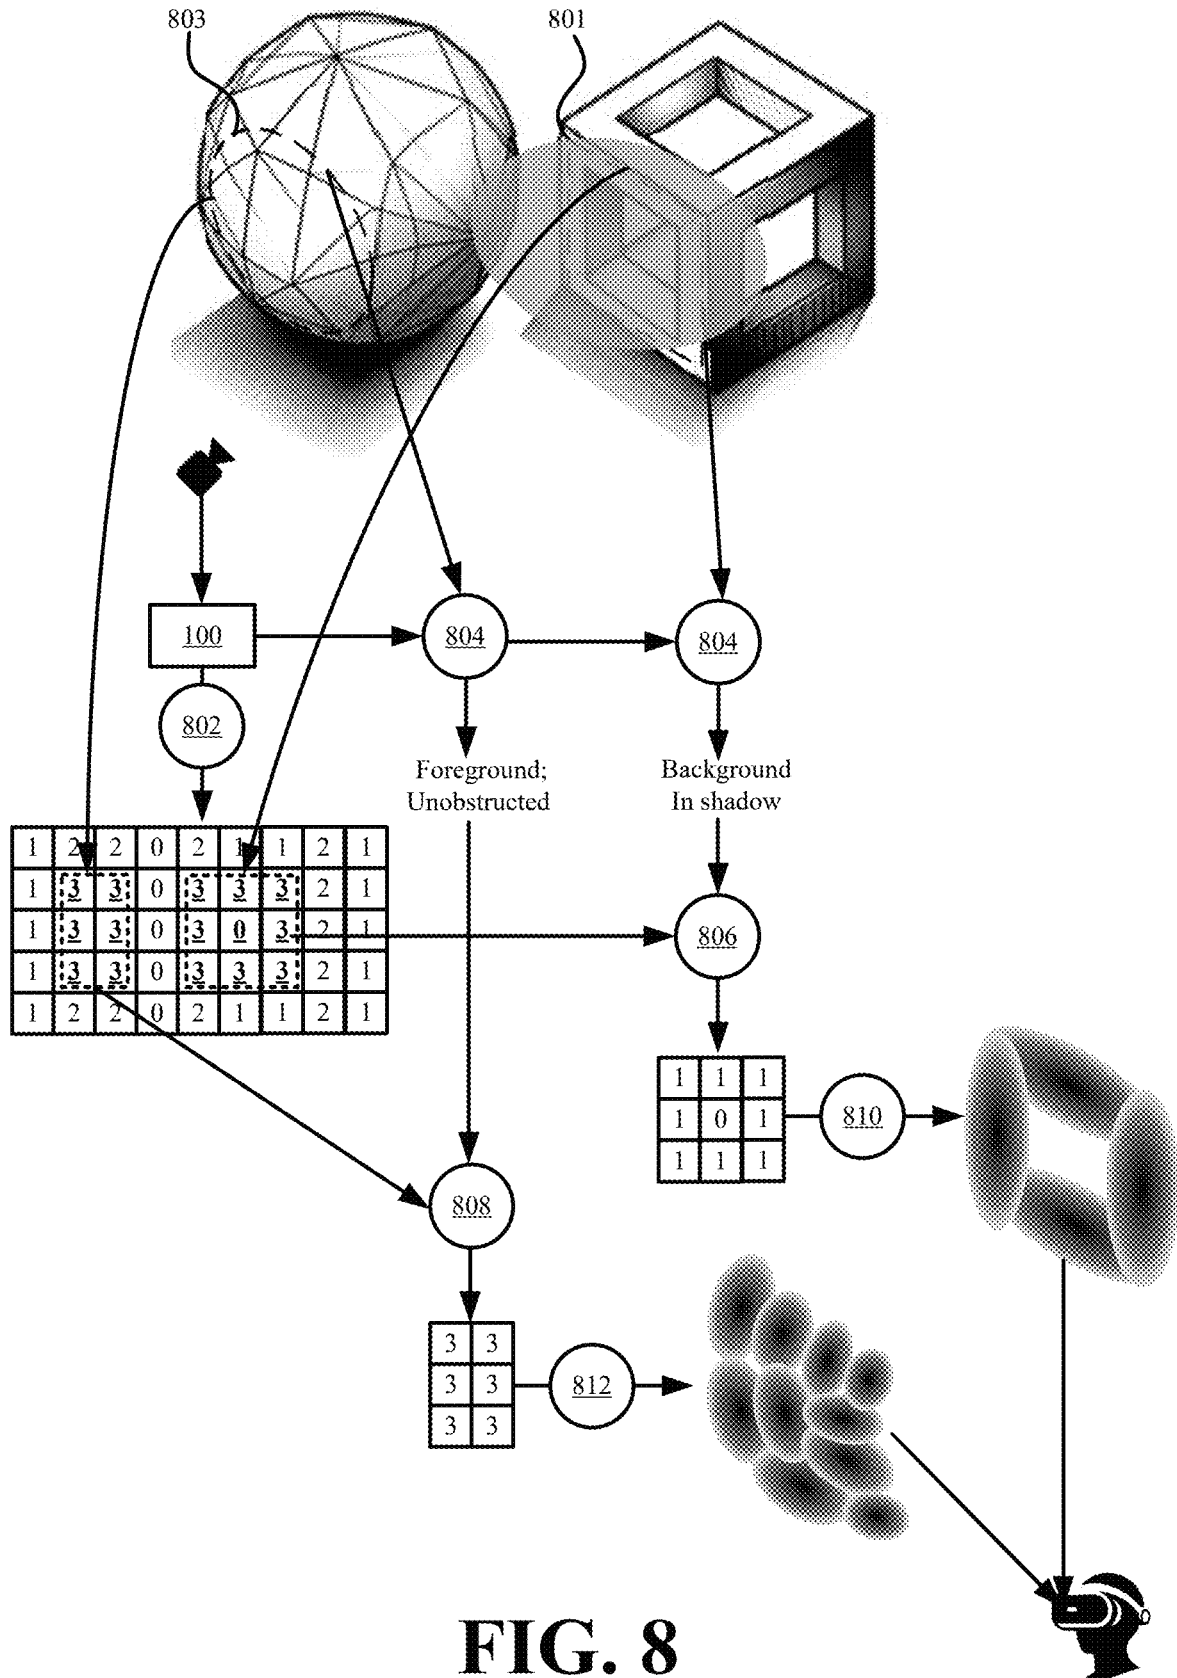 803
801
100
804
804
802
Foreground;
Unobstructed
Background
In shadow
1 2 2 0 2 1 1 2 1
1 3 3 0 3 3 3 2 1
1 3 3 0 3 0 3 2 1
1 3 3 0 3 3 3 2 1
1 2 2 0 2 1 1 2 1
806
1 1 1
1 0 1
1 1 1
810
808
3 3
3 3
3 3
812
FIG. 8